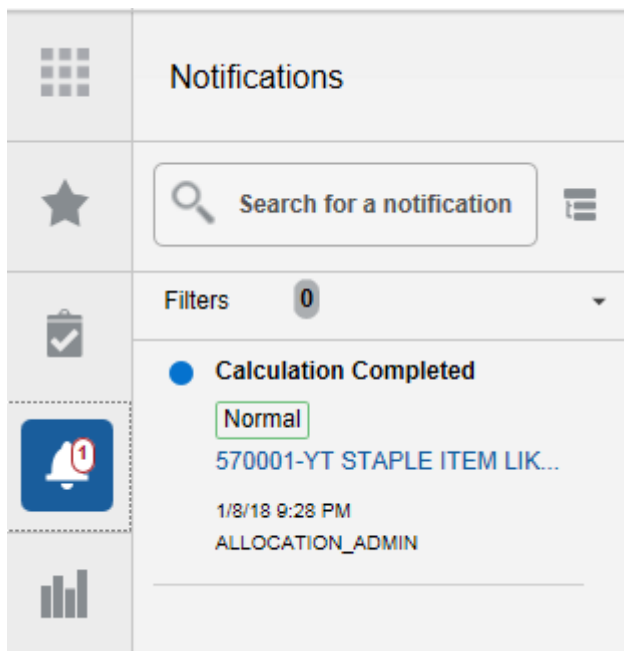 Notifications
Search for a notification
Filters 0
Calculation Completed
Normal
1
570001-YT STAPLE ITEM LIK...
1/8/18 9:28 PM
ALLOCATION_ADMIN